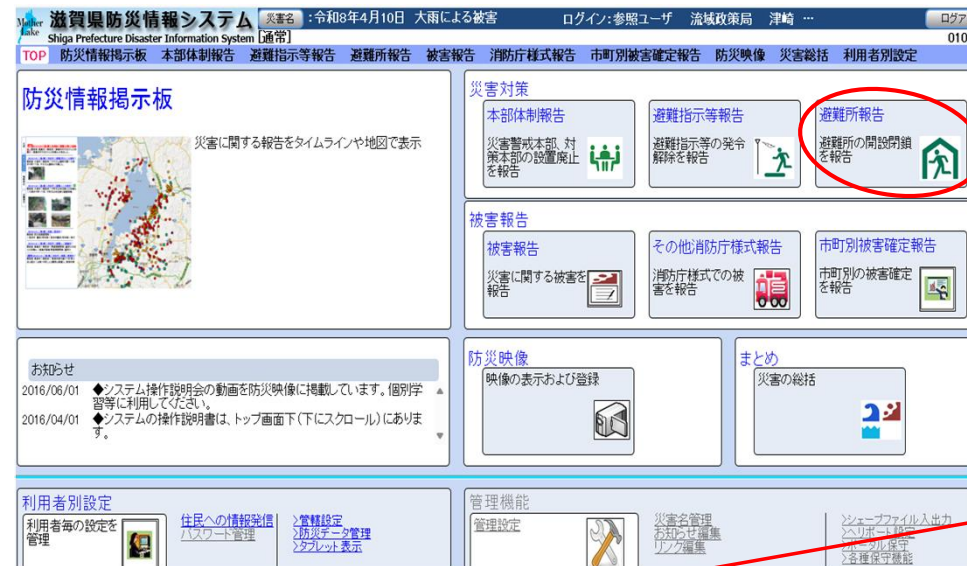 Mother Lake 滋賀県防災情報システム 災害名 :令和8年4月10日 大雨による被害 ログイン:参照ユーザ 流域政策局 津崎 … ログア
Shiga Prefecture Disaster Information System [通常] 010
TOP 防災情報掲示板 本部体制報告 避難指示等報告 避難所報告 被害報告 消防庁様式報告 市町別被害確定報告 防災映像 災害総括 利用者別設定
防災情報掲示板
災害に関する報告をタイムラインや地図で表示
災害対策
本部体制報告
災害警戒本部、対
策本部の設置廃止
を報告
避難指示等報告
避難指示等の発令
解除を報告
避難所報告
避難所の開設閉鎖
を報告
被害報告
被害報告
災害に関する被害を
報告
その他消防庁様式報告
消防庁様式での被
害を報告
市町別被害確定報告
市町別の被害確定
を報告
お知らせ
2016/06/01 ◆システム操作説明会の動画を防災映像に掲載しています。個別学
習等に利用してください。
2016/04/01 ◆システムの操作説明書は、トップ画面下(下にスクロール)にありま
す。
防災映像
映像の表示および登録
まとめ
災害の総括
利用者別設定
利用者毎の設定を
管理
住民への情報発信
パスワード管理
>管轄設定
>防災データ管理
>タブレット表示
管理機能
管理設定
災害名管理
お知らせ編集
リンク編集
>シェープファイル入出力
>ヘリポート設定
>ポータル保守
>各種保守機能